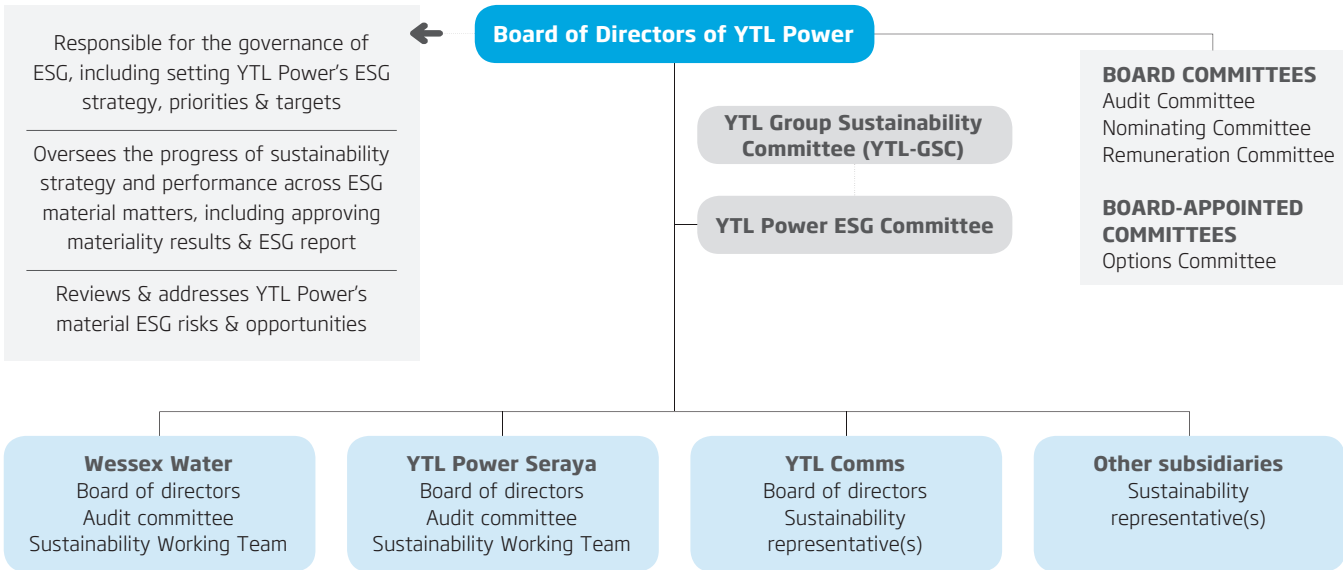 Board of Directors of YTL Power
Responsible for the governance of
ESG, including setting YTL Power's ESG
strategy, priorities & targets
Oversees the progress of sustainability
strategy and performance across ESG
material matters, including approving
materiality results & ESG report
Reviews & addresses YTL Power's
material ESG risks & opportunities
YTL Group Sustainability
Committee (YTL-GSC)
YTL Power ESG Committee
BOARD COMMITTEES
Audit Committee
Nominating Committee
Remuneration Committee
BOARD-APPOINTED
COMMITTEES
Options Committee
Wessex Water
Board of directors
Audit committee
Sustainability Working Team
YTL Power Seraya
Board of directors
Audit committee
Sustainability Working Team
YTL Comms
Board of directors
Sustainability
representative(s)
Other subsidiaries
Sustainability
representative(s)